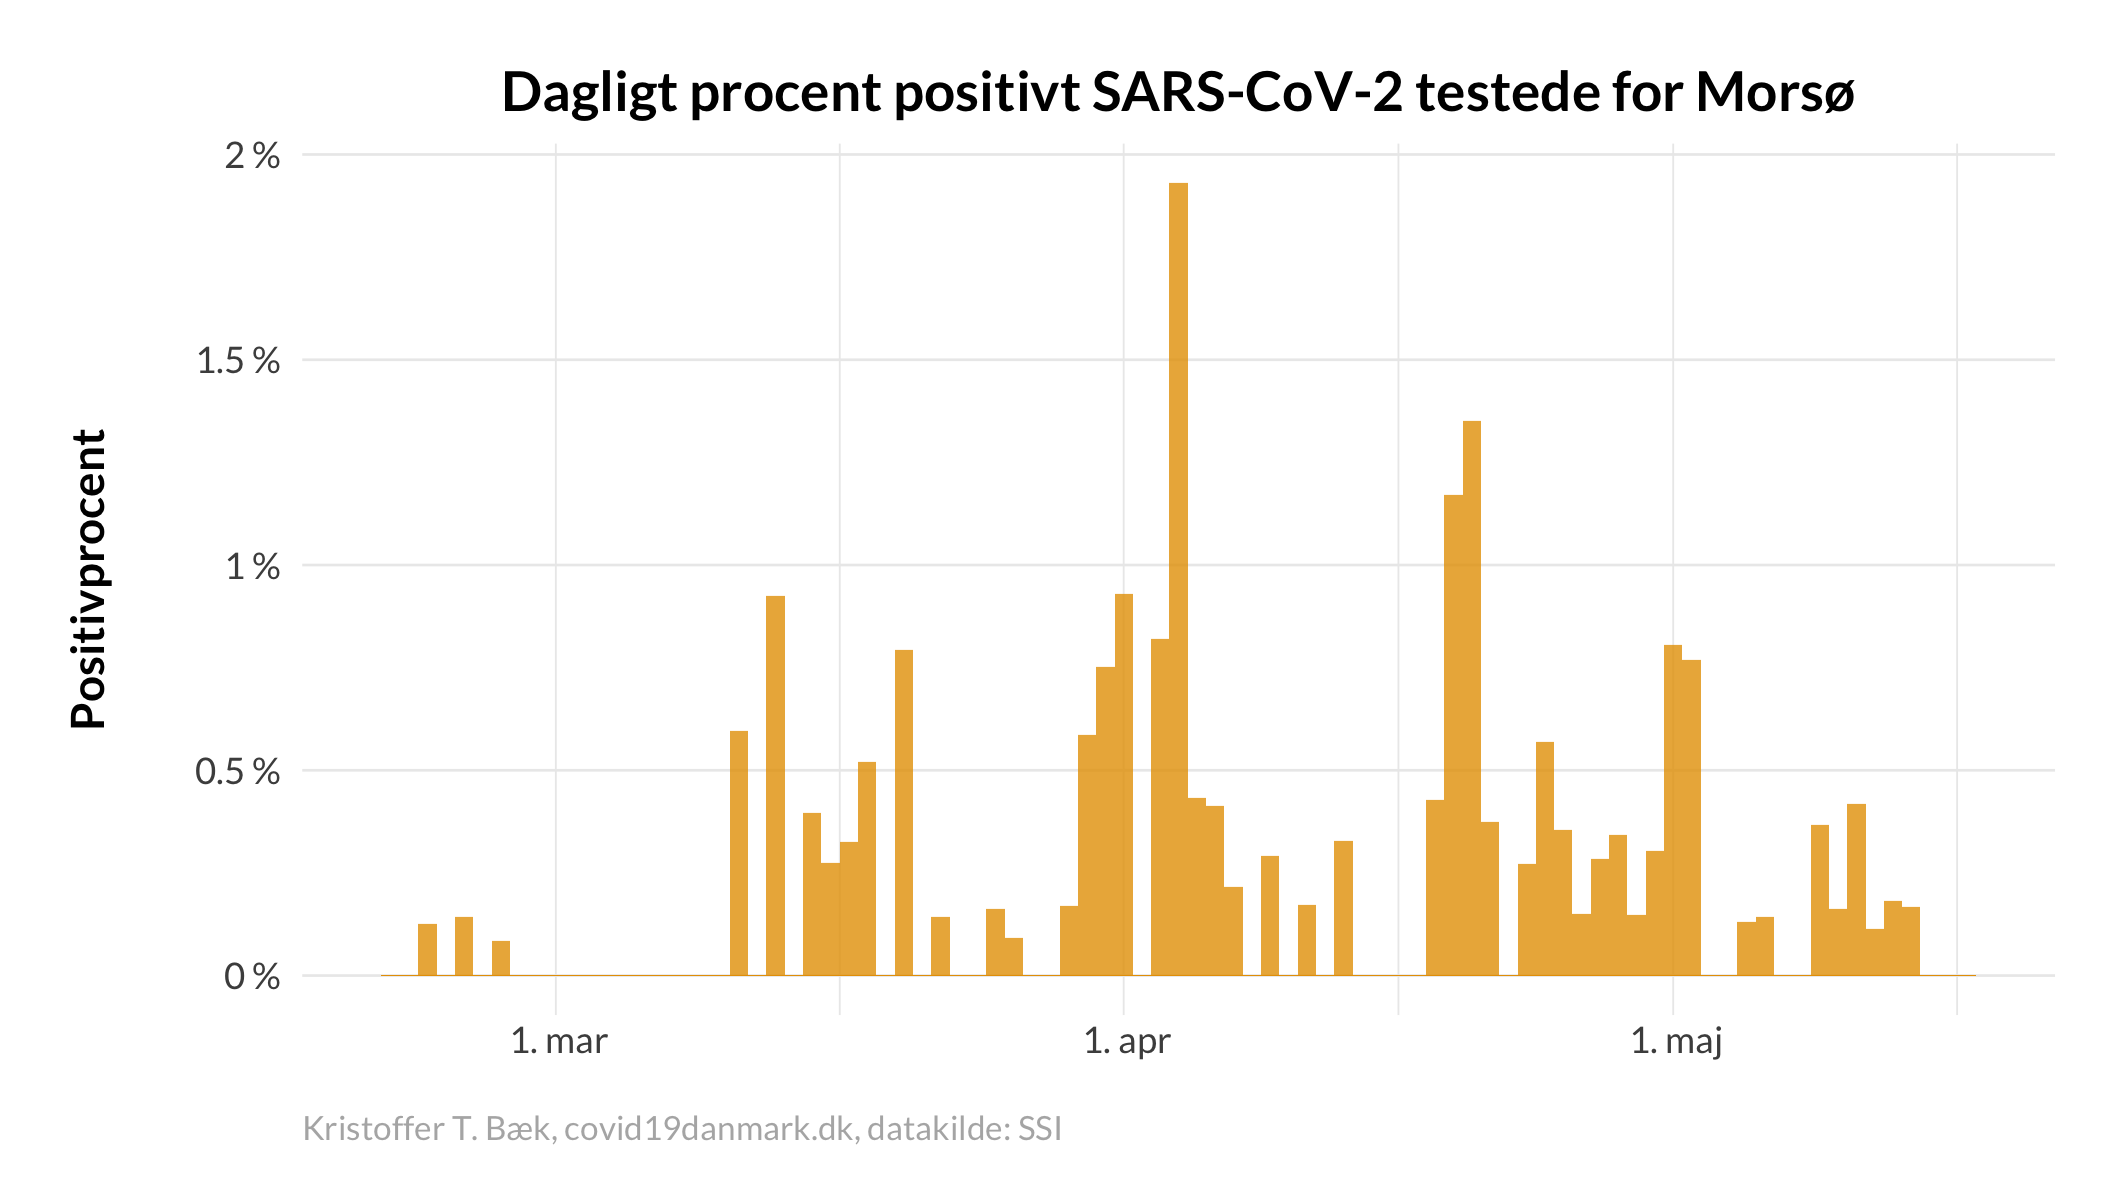 Dagligt procent positivt SARS-CoV-2 testede for Morsø
Positivprocent
2 %
1.5 %
1 %
0.5 %
0 %
1. mar
1. apr
1. maj
Kristoffer T. Bæk, covid19danmark.dk, datakilde: SSI